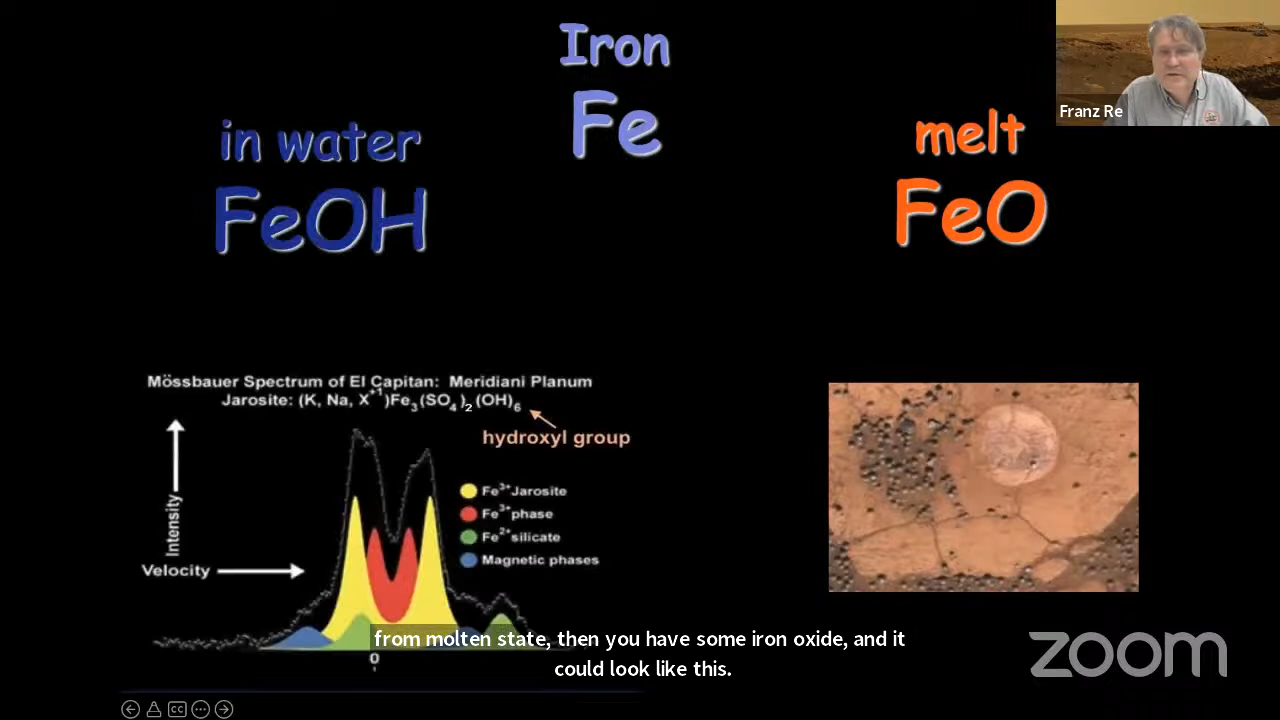 Iron
Fe
in water
FeOH
melt
FeO
Franz Re
Mössbauer Spectrum of El Capitan: Meridiani Planum
Jarosite: (K, Na, X⁺¹)Fe₃(SO₄)₂(OH)₆
hydroxyl group
Intensity
Velocity
Fe³⁺Jarosite
Fe³⁺phase
Fe²⁺silicate
Magnetic phases
0
from molten state, then you have some iron oxide, and it
could look like this.
zoom
CC